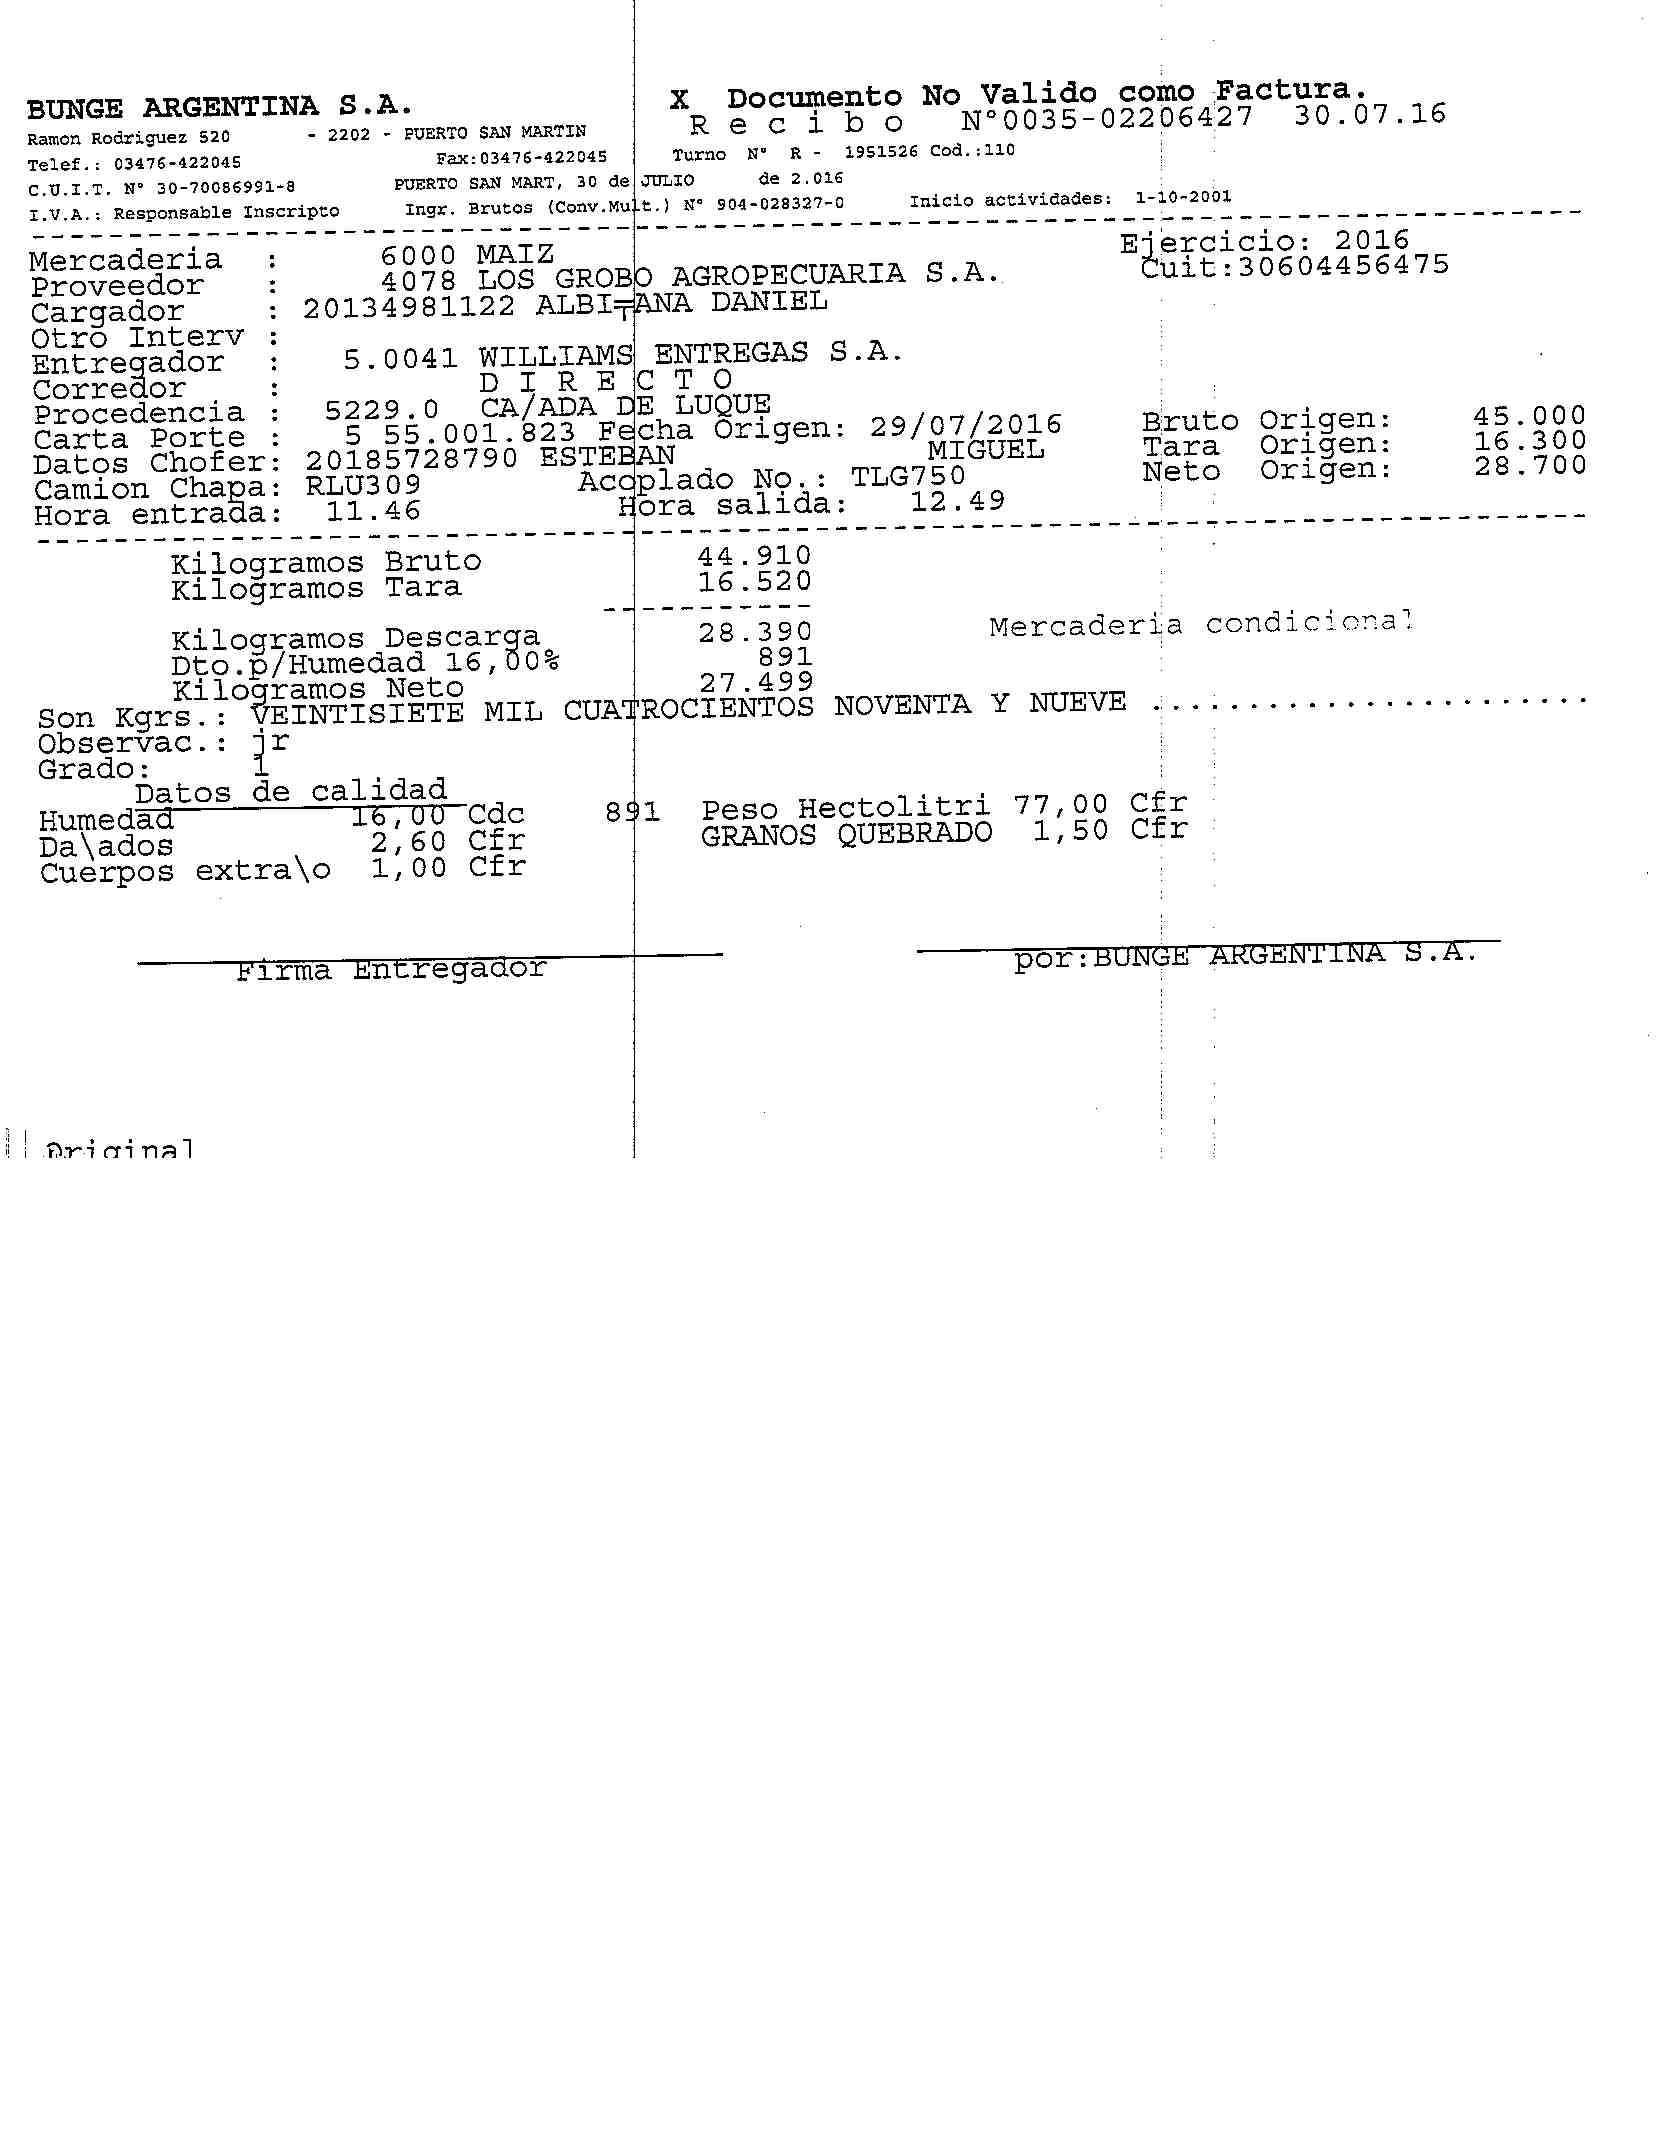 BUNGE ARGENTINA S.A.
X Documento No Valido como Factura.
R e c i b o N°0035-02206427 30.07.16
Ramon Rodriguez 520 - 2202 - PUERTO SAN MARTIN
Telef.: 03476-422045 Fax:03476-422045 Turno N° R - 1951526 Cod.:110
C.U.I.T. N° 30-70086991-8 PUERTO SAN MART, 30 de JULIO de 2.016
I.V.A.: Responsable Inscripto Ingr. Brutos (Conv.Mult.) N° 904-028327-0 Inicio actividades: 1-10-2001
Mercaderia : 6000 MAIZ Ejercicio: 2016
Proveedor : 4078 LOS GROBO AGROPECUARIA S.A. Cuit:30604456475
Cargador : 20134981122 ALBI┬ANA DANIEL
Otro Interv :
Entregador : 5.0041 WILLIAMS ENTREGAS S.A.
Corredor : D I R E C T O
Procedencia : 5229.0 CA/ADA DE LUQUE Bruto Origen: 45.000
Carta Porte : 5 55.001.823 Fecha Origen: 29/07/2016 Tara Origen: 16.300
Datos Chofer: 20185728790 ESTEBAN MIGUEL Neto Origen: 28.700
Camion Chapa: RLU309 Acoplado No.: TLG750
Hora entrada: 11.46 Hora salida: 12.49
Kilogramos Bruto 44.910
Kilogramos Tara 16.520
Kilogramos Descarga 28.390 Mercaderia condicional
Dto.p/Humedad 16,00% 891
Kilogramos Neto 27.499
Son Kgrs.: VEINTISIETE MIL CUATROCIENTOS NOVENTA Y NUEVE .......................
Observac.: jr
Grado: 1
Datos de calidad
Humedad 16,00 Cdc 891 Peso Hectolitri 77,00 Cfr
Da\ados 2,60 Cfr GRANOS QUEBRADO 1,50 Cfr
Cuerpos extra\o 1,00 Cfr
Firma Entregador por:BUNGE ARGENTINA S.A.
Original